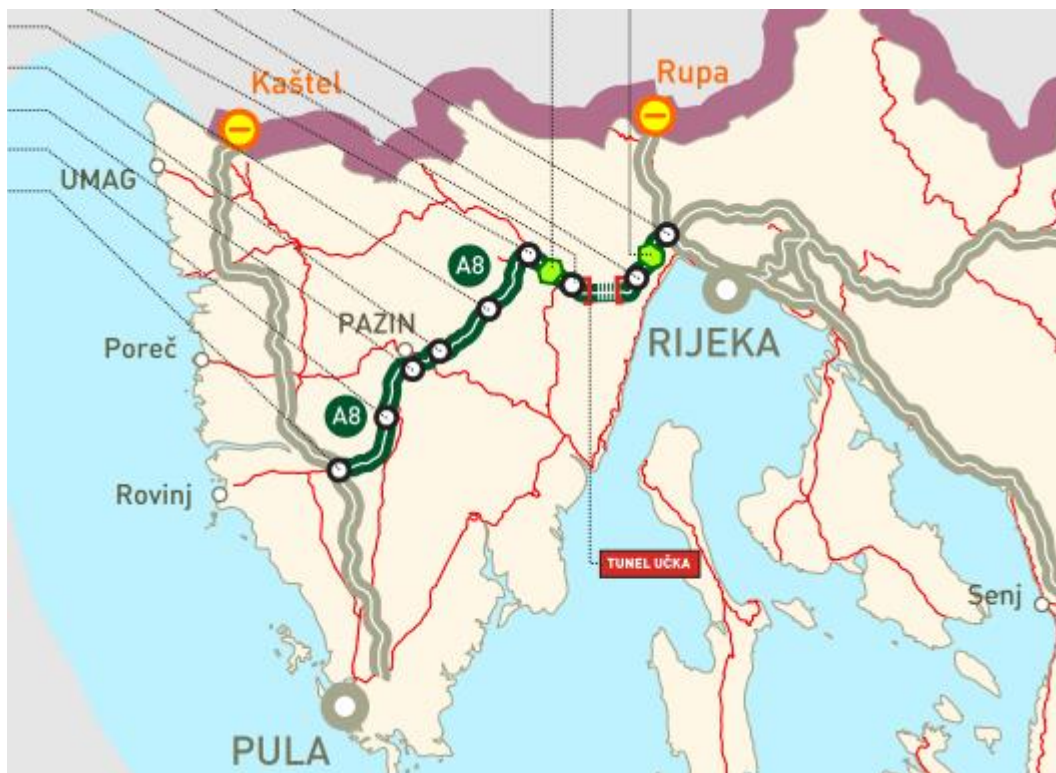 Kaštel
Rupa
UMAG
A8
PAZIN
RIJEKA
Poreč
A8
Rovinj
TUNEL UČKA
Senj
PULA